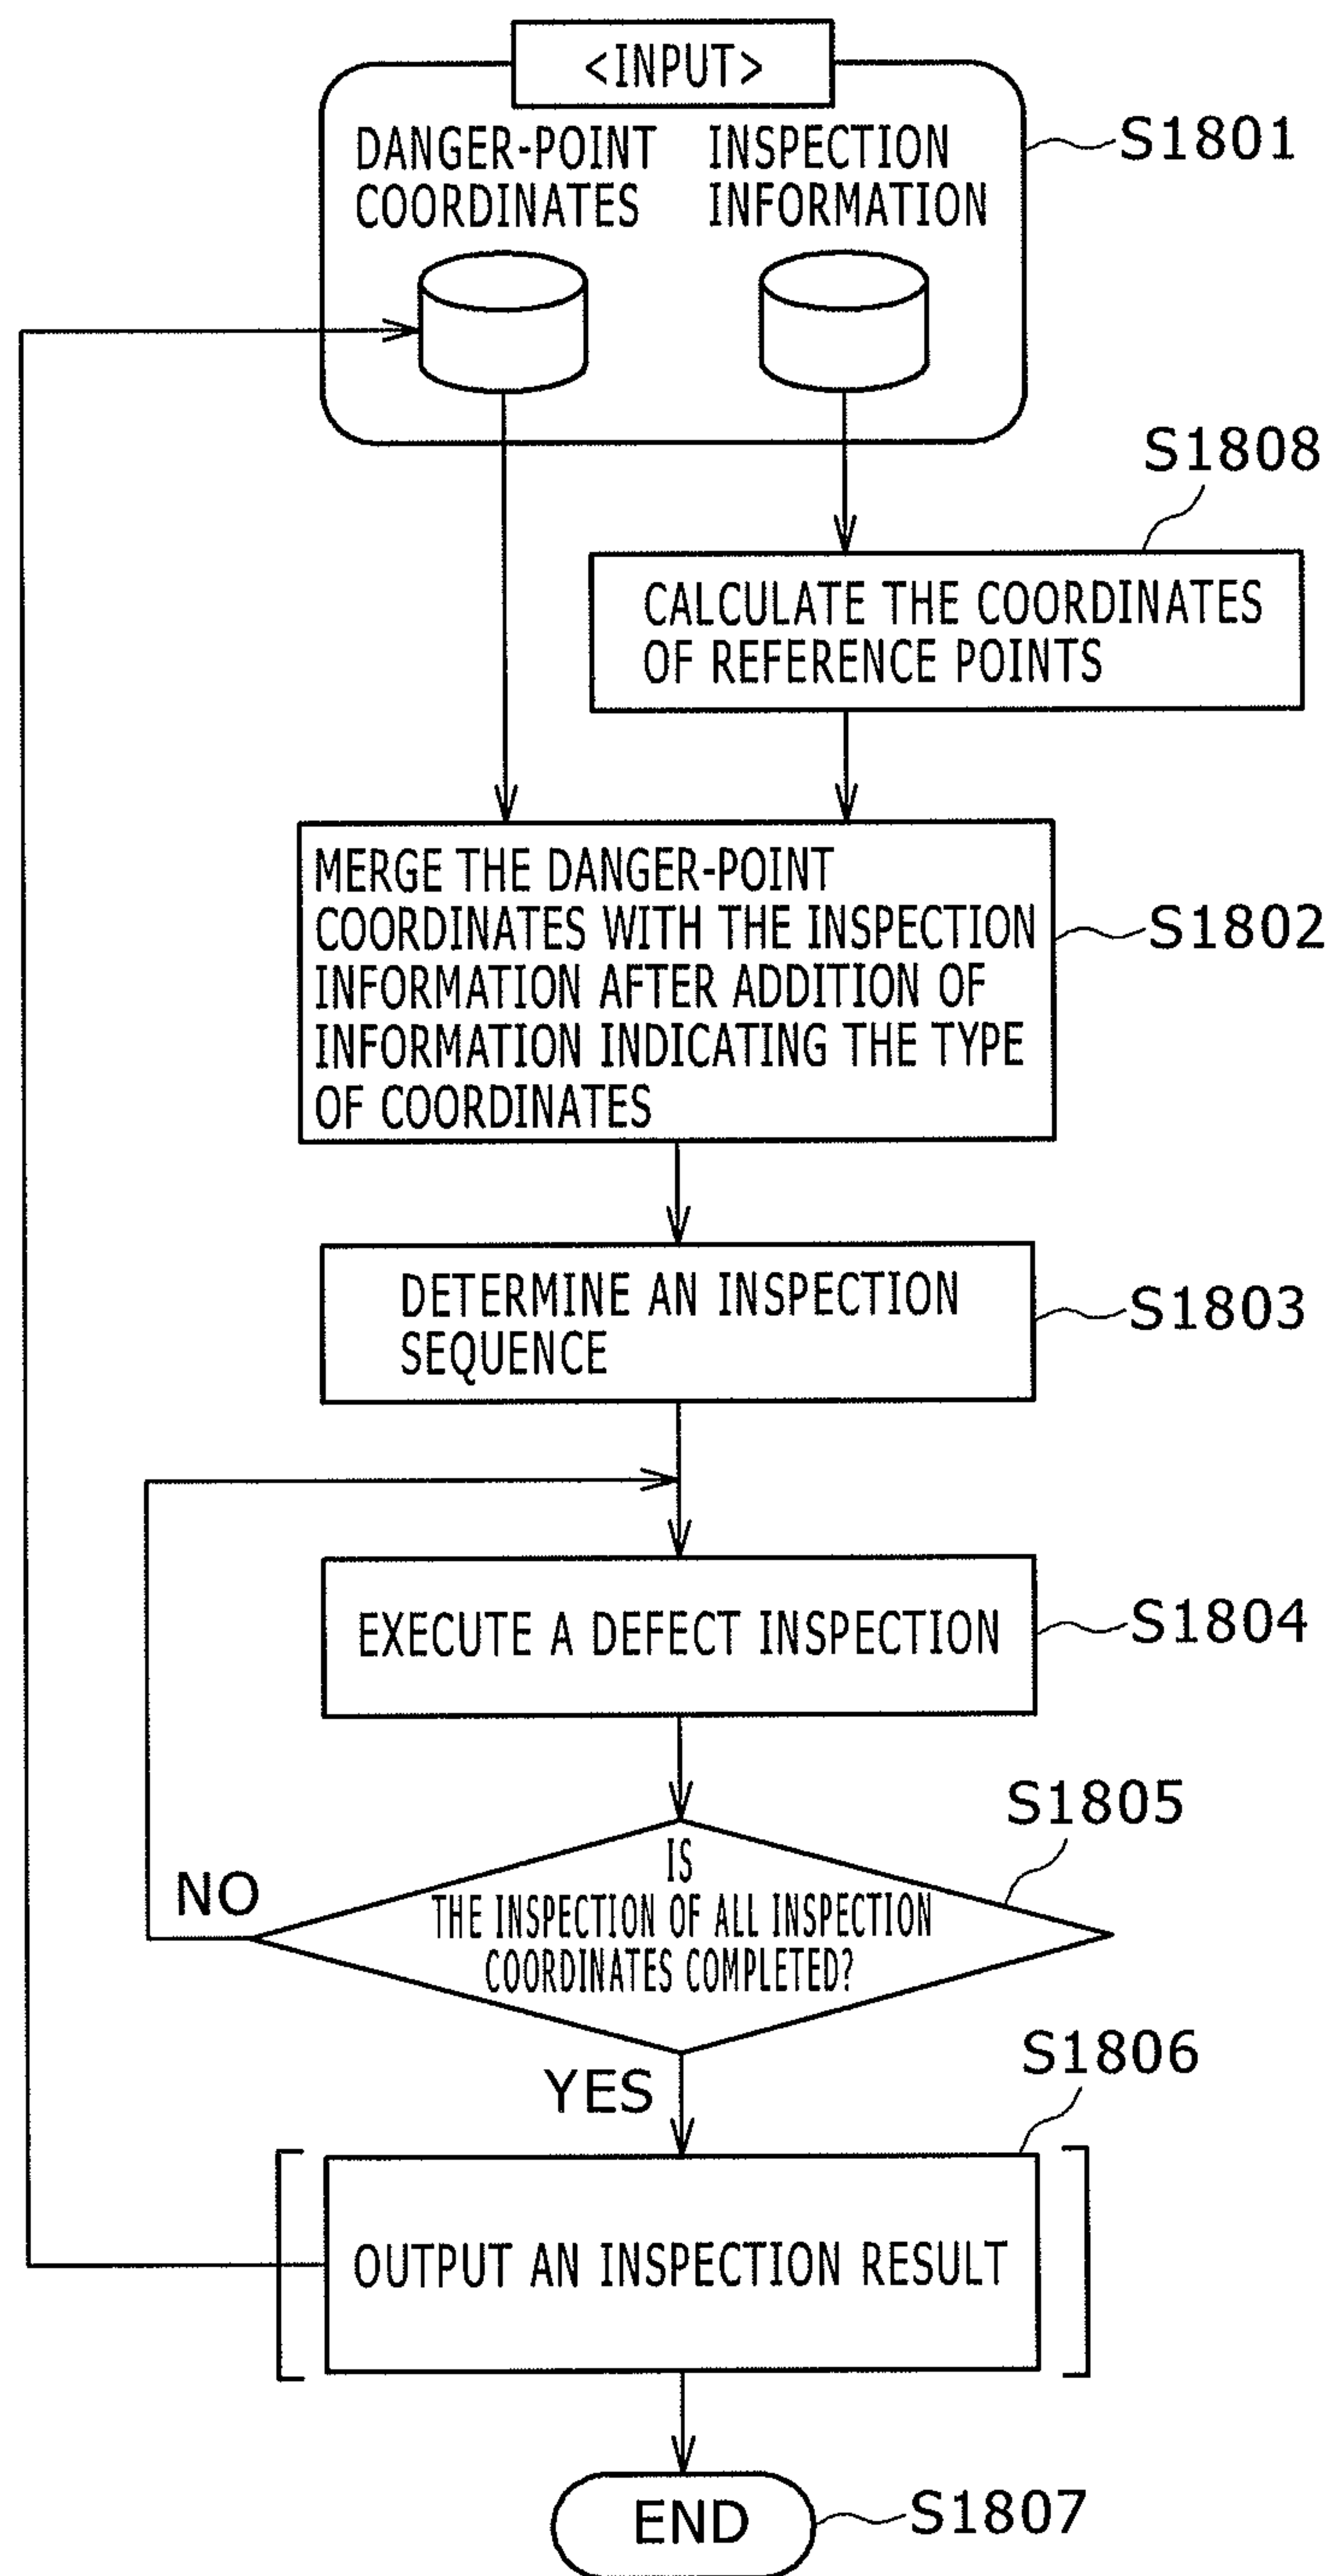 <INPUT>
DANGER-POINT
COORDINATES
INSPECTION
INFORMATION
S1801
S1808
CALCULATE THE COORDINATES
OF REFERENCE POINTS
MERGE THE DANGER-POINT
COORDINATES WITH THE INSPECTION
INFORMATION AFTER ADDITION OF
INFORMATION INDICATING THE TYPE
OF COORDINATES
S1802
DETERMINE AN INSPECTION
SEQUENCE
S1803
EXECUTE A DEFECT INSPECTION
S1804
S1805
IS
THE INSPECTION OF ALL INSPECTION
COORDINATES COMPLETED?
NO
YES
S1806
OUTPUT AN INSPECTION RESULT
END
S1807